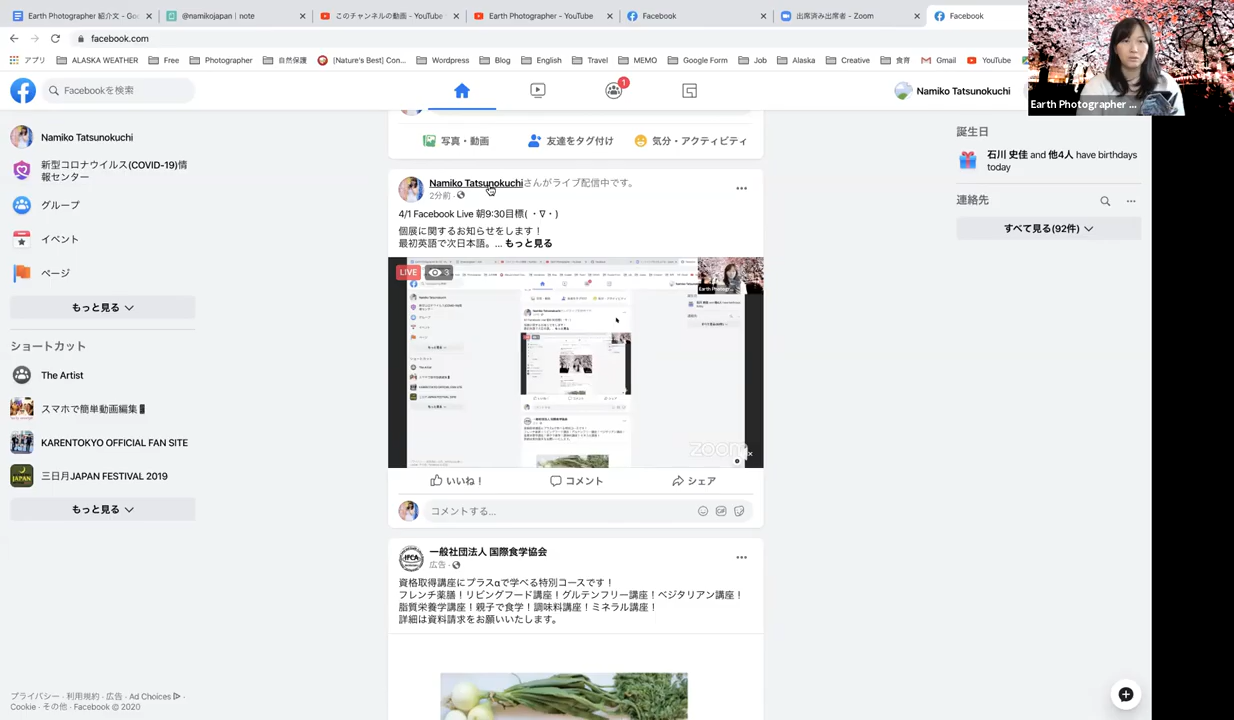 Earth Photographer 紹介文 - Goo
@namikojapan | note
このチャンネルの動画 - YouTube
Earth Photographer - YouTube
Facebook
出席済み出席者 - Zoom
Facebook
facebook.com
アプリ
ALASKA WEATHER
Free
Photographer
自然保護
[Nature's Best] Con...
Wordpress
Blog
English
Travel
MEMO
Google Form
Job
Alaska
Creative
食育
Gmail
YouTube
Earth Photographer ...
Facebookを検索
1
Namiko Tatsunokuchi
Namiko Tatsunokuchi
新型コロナウイルス(COVID-19)情
報センター
グループ
イベント
ページ
もっと見る
ショートカット
The Artist
スマホで簡単動画編集
KARENTOKYO OFFICIAL FAN SITE
三日月JAPAN FESTIVAL 2019
もっと見る
プライバシー · 利用規約 · 広告 · Ad Choices ·
Cookie · その他 · Facebook © 2020
写真・動画
友達をタグ付け
気分・アクティビティ
Namiko Tatsunokuchiさんがライブ配信中です。
2分前 ·
4/1 Facebook Live 朝9:30目標( ・∇・)
個展に関するお知らせをします！
最初英語で次日本語。... もっと見る
LIVE
3
zoom
いいね！
コメント
シェア
コメントする...
一般社団法人 国際食学協会
広告 ·
資格取得講座にプラスαで学べる特別コースです！
フレンチ薬膳！リビングフード講座！グルテンフリー講座！ベジタリアン講座！
脂質栄養学講座！親子で食学！調味料講座！ミネラル講座！
詳細は資料請求をお願いいたします。
誕生日
石川 史佳 and 他4人 have birthdays
today
連絡先
すべて見る(92件)